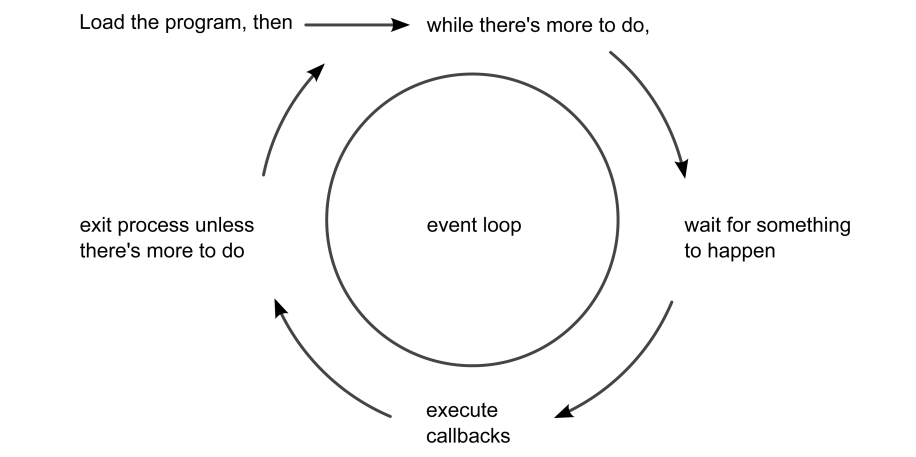 Load the program, then
while there's more to do,
wait for something
to happen
execute
callbacks
exit process unless
there's more to do
event loop